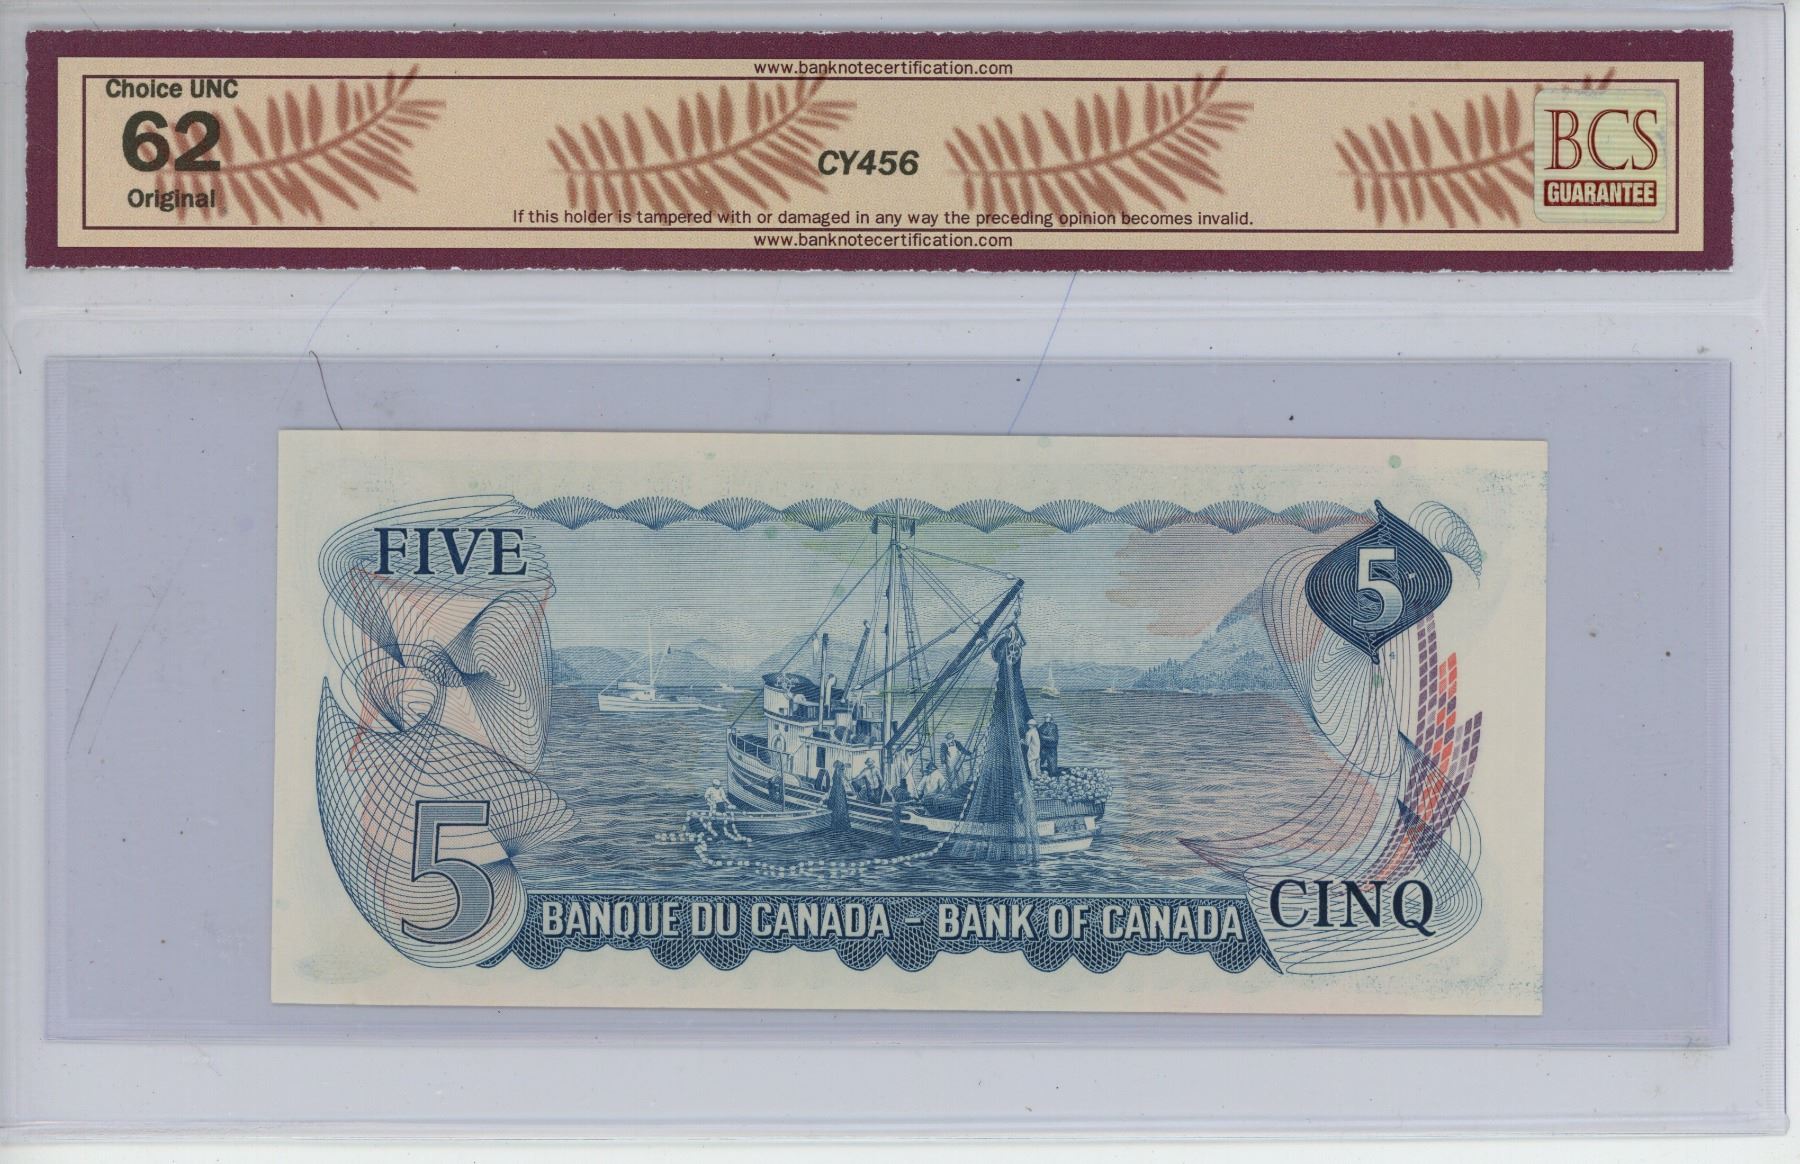 www.banknotecertification.com
Choice UNC
62
Original
CY456
BCS
GUARANTEE
If this holder is tampered with or damaged in any way the preceding opinion becomes invalid.
www.banknotecertification.com
FIVE
5
5
CINQ
BANQUE DU CANADA - BANK OF CANADA